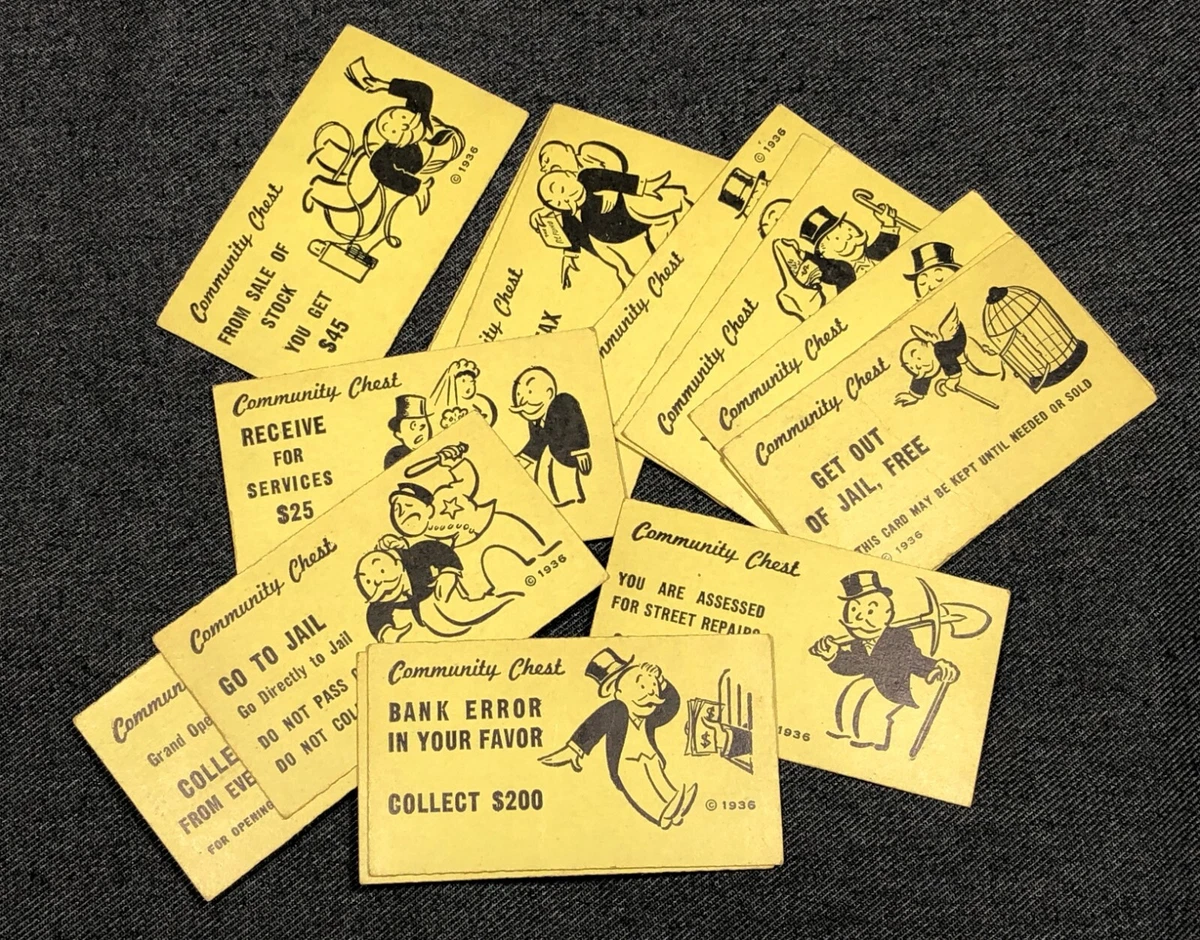 Community Chest
FROM SALE OF
STOCK
YOU GET
$45
© 1936
Chest
© 1936
Community Chest
Community Chest
Community Chest
GET OUT
OF JAIL, FREE
THIS CARD MAY BE KEPT UNTIL NEEDED OR SOLD
© 1936
Community Chest
RECEIVE
FOR
SERVICES
$25
Community Chest
GO TO JAIL
Go Directly to Jail
DO NOT PASS
DO NOT COL
© 1936
Community Chest
YOU ARE ASSESSED
FOR STREET REPAIRS
1936
Commun
Grand Ope
COLLE
FROM EVE
FOR OPENING
Community Chest
BANK ERROR
IN YOUR FAVOR
COLLECT $200
$
$
© 1936